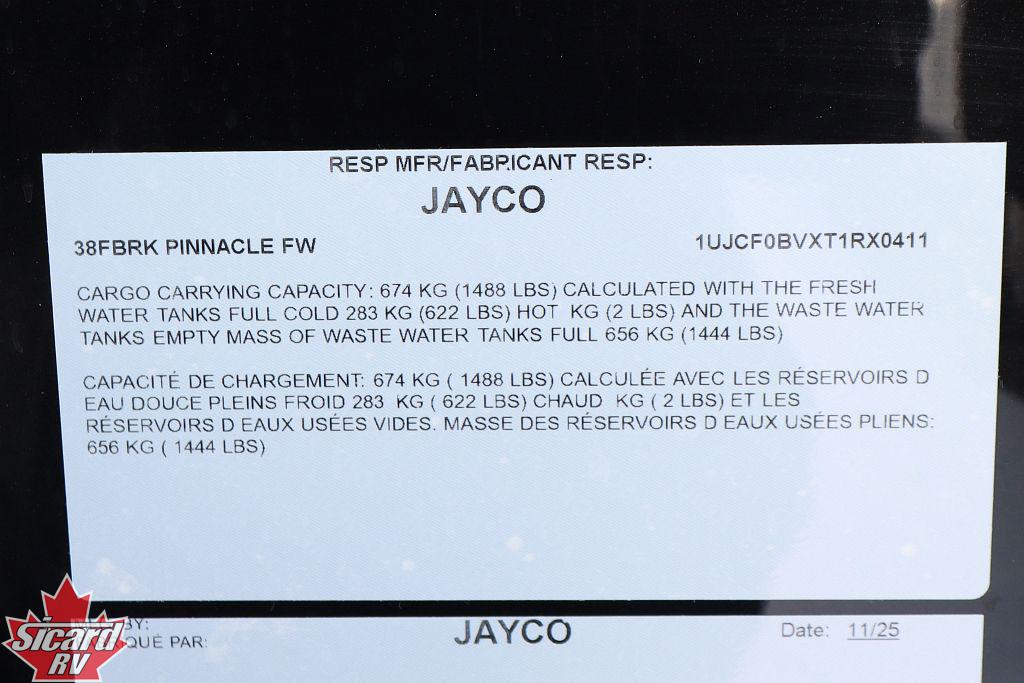 RESP MFR/FABRICANT RESP:
JAYCO
38FBRK PINNACLE FW 1UJCF0BVXT1RX0411
CARGO CARRYING CAPACITY: 674 KG (1488 LBS) CALCULATED WITH THE FRESH
WATER TANKS FULL COLD 283 KG (622 LBS) HOT KG (2 LBS) AND THE WASTE WATER
TANKS EMPTY MASS OF WASTE WATER TANKS FULL 656 KG (1444 LBS)
CAPACITÉ DE CHARGEMENT: 674 KG ( 1488 LBS) CALCULÉE AVEC LES RÉSERVOIRS D
EAU DOUCE PLEINS FROID 283 KG ( 622 LBS) CHAUD KG ( 2 LBS) ET LES
RÉSERVOIRS D EAUX USÉES VIDES. MASSE DES RÉSERVOIRS D EAUX USÉES PLIENS:
656 KG ( 1444 LBS)
BY: JAYCO Date: 11/25
PAR:
Sicard
RV